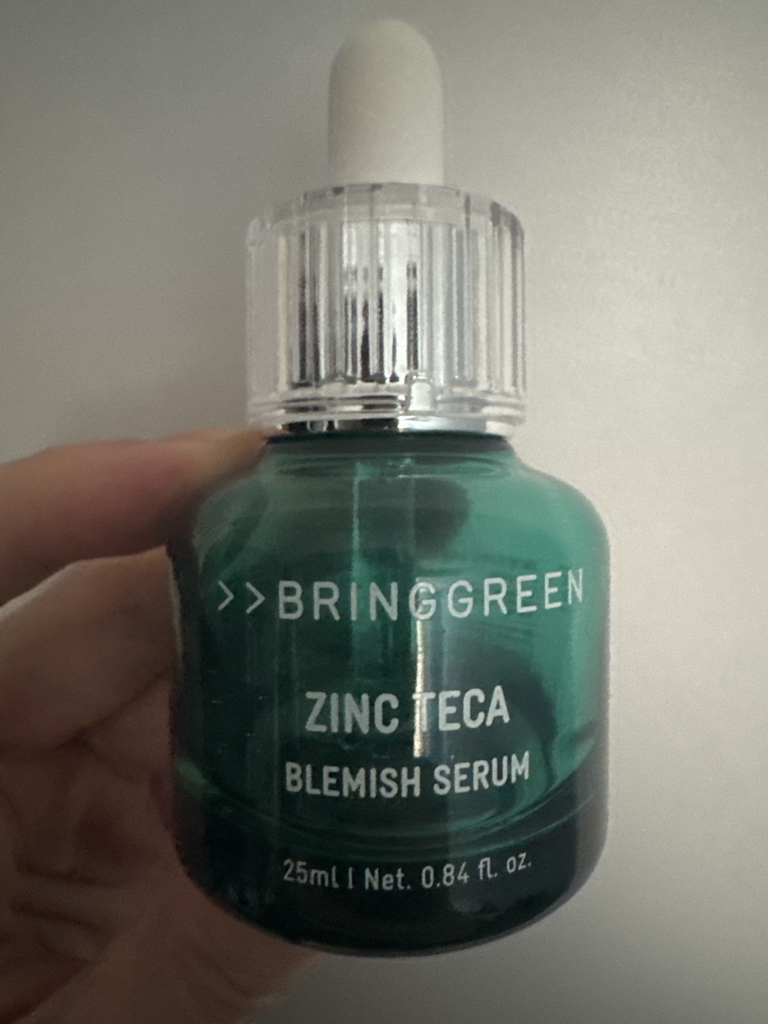 >>BRINGGREEN
ZINC TECA
BLEMISH SERUM
25ml I Net. 0.84 fl. oz.